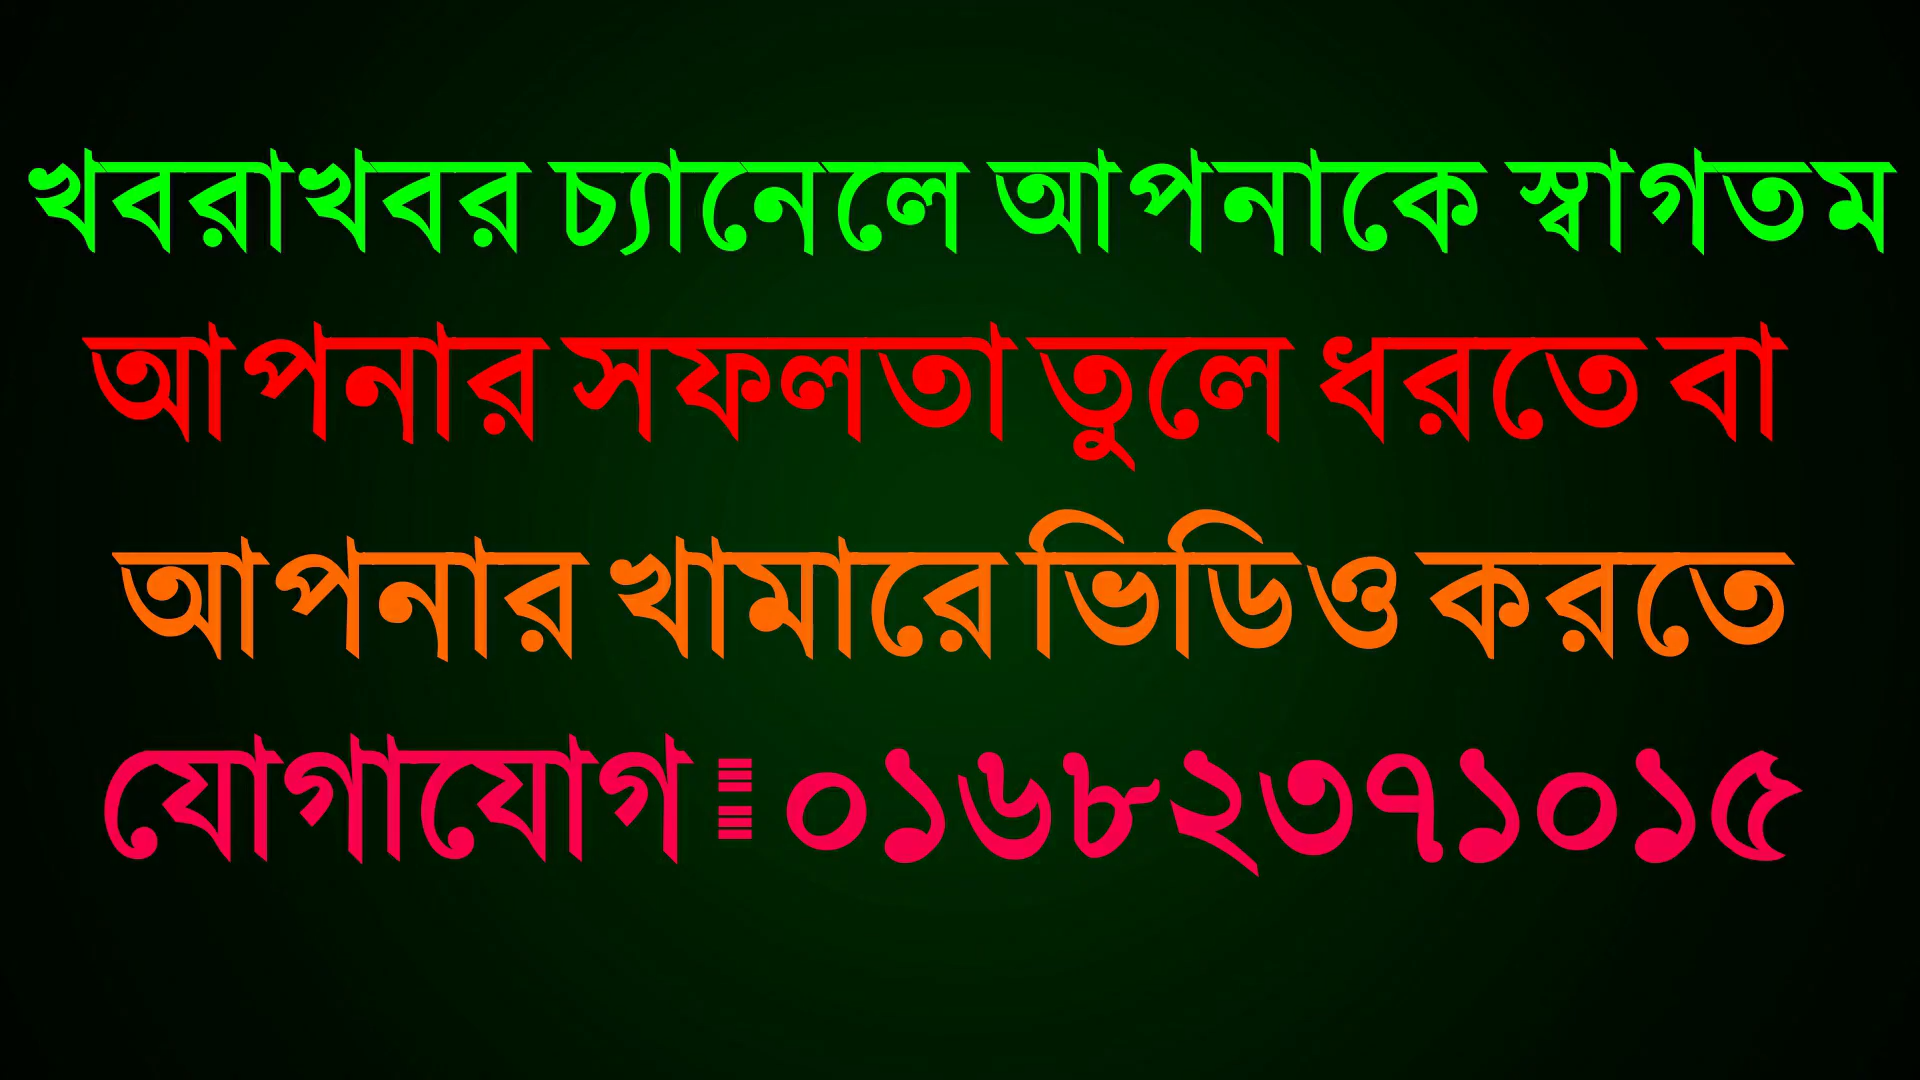 খবরাখবর চ্যানেলে আপনাকে স্বাগতম
আপনার সফলতা তুলে ধরতে বা
আপনার খামারে ভিডিও করতে
যোগাযোগ : ০১৬৮২৩৭১০১৫